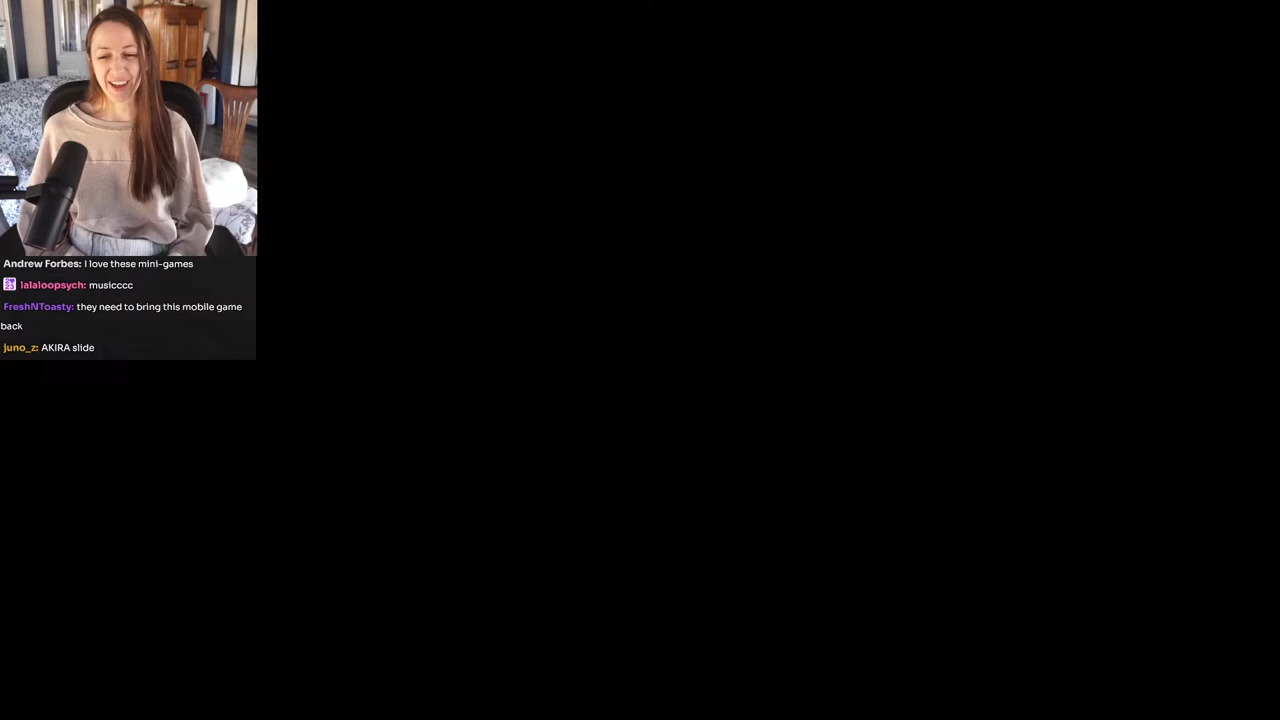 Andrew Forbes: I love these mini-games
lalaloopsych: musicccc
FreshNToasty: they need to bring this mobile game
back
juno_z: AKIRA slide